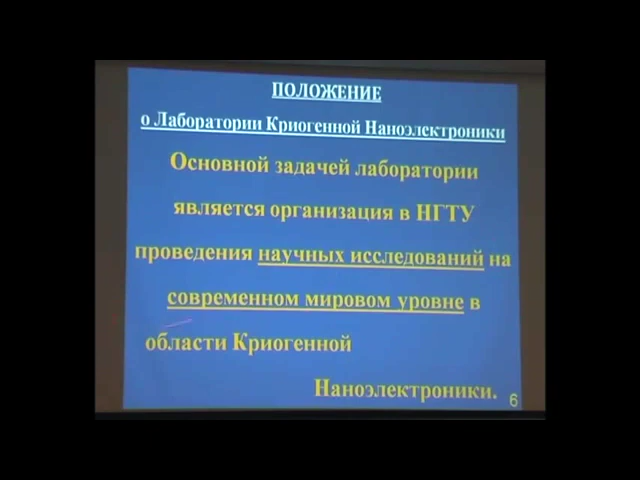 ПОЛОЖЕНИЕ
о Лаборатории Криогенной Наноэлектроники
Основной задачей лаборатории
является организация в НГТУ
проведения научных исследований на
современном мировом уровне в
области Криогенной
Наноэлектроники.
6